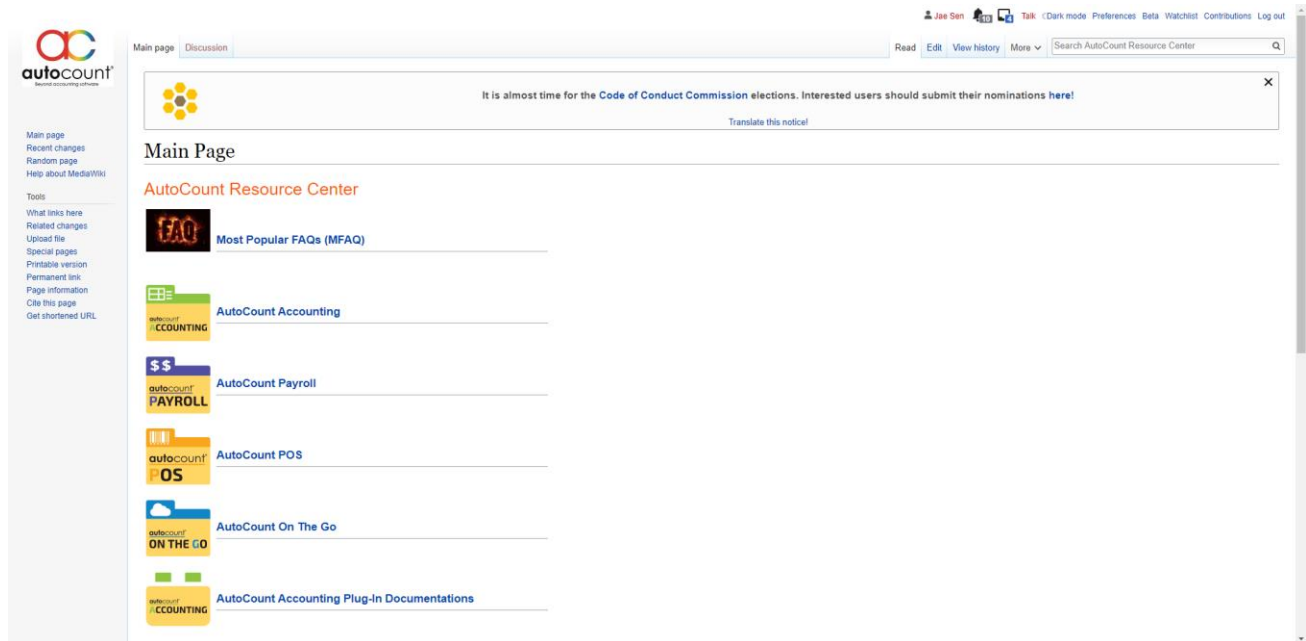 Jae Sen 10 4 Talk Dark mode Preferences Beta Watchlist Contributions Log out
autocount
Beyond accounting software
Main page Discussion Read Edit View history More Search AutoCount Resource Center
It is almost time for the Code of Conduct Commission elections. Interested users should submit their nominations here!
Translate this notice!
Main page
Recent changes
Random page
Help about MediaWiki
Tools
What links here
Related changes
Upload file
Special pages
Printable version
Permanent link
Page information
Cite this page
Get shortened URL
Main Page
AutoCount Resource Center
FAQ
Most Popular FAQs (MFAQ)
autocount
ACCOUNTING
AutoCount Accounting
$$
autocount
PAYROLL
AutoCount Payroll
autocount
POS
AutoCount POS
autocount
ON THE GO
AutoCount On The Go
autocount
ACCOUNTING
AutoCount Accounting Plug-In Documentations